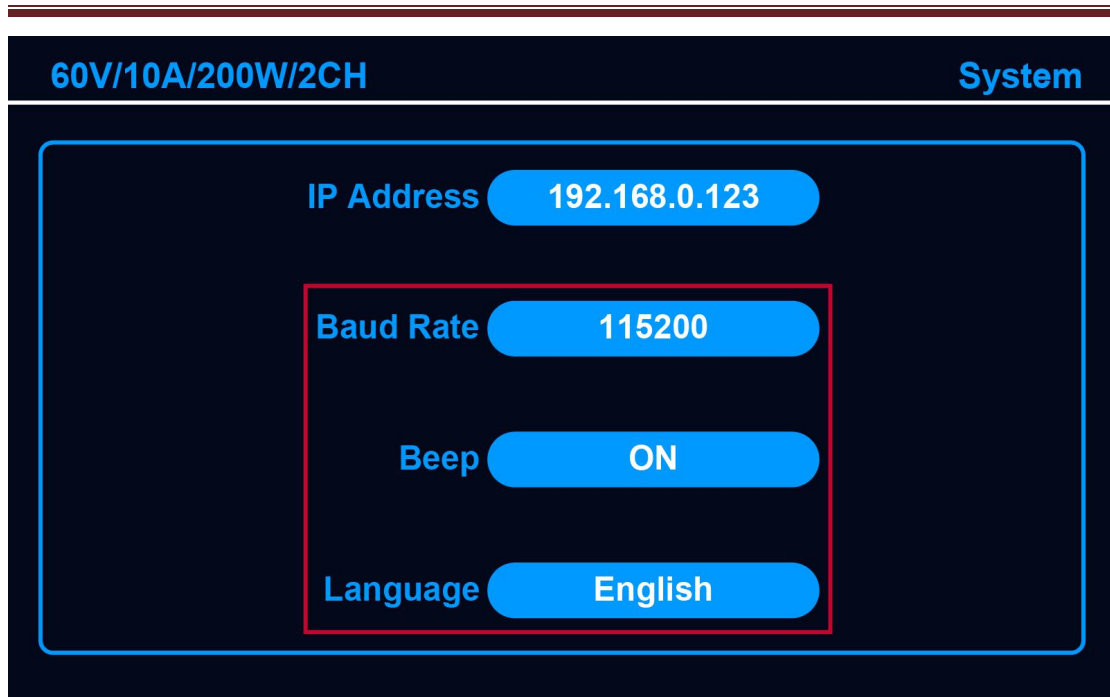 60V/10A/200W/2CH System
IP Address 192.168.0.123
Baud Rate 115200
Beep ON
Language English